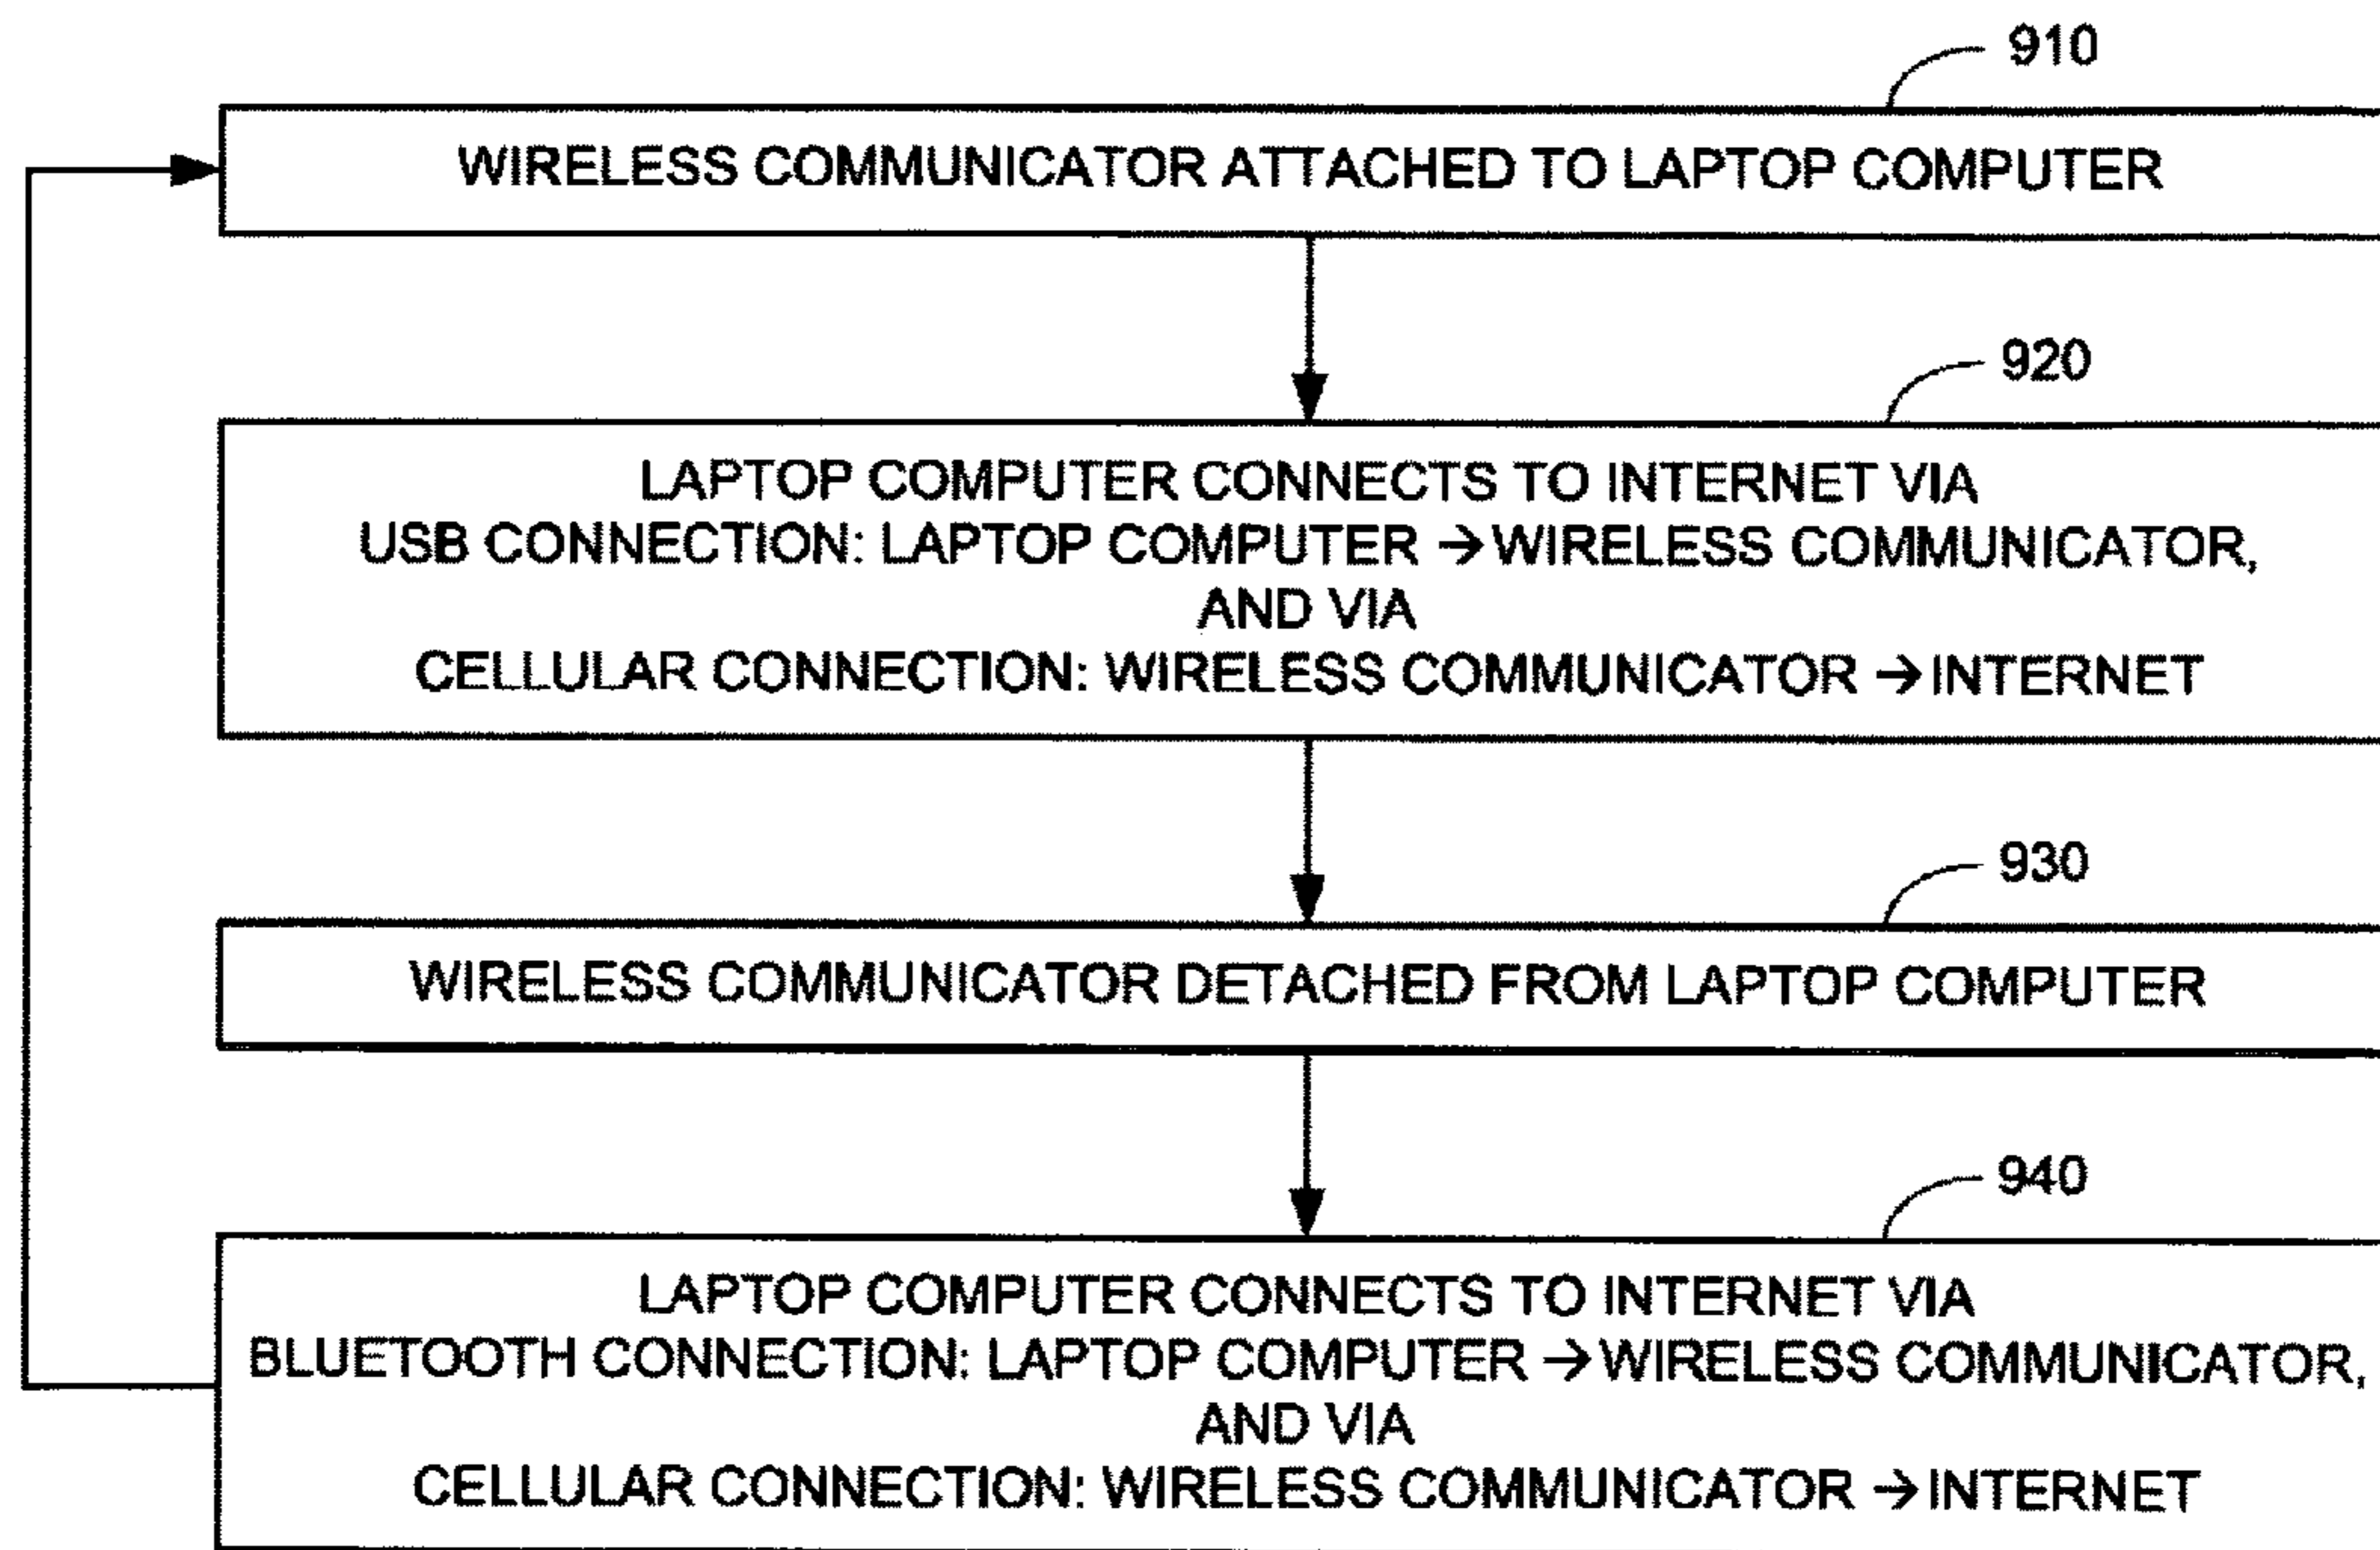 910
WIRELESS COMMUNICATOR ATTACHED TO LAPTOP COMPUTER
920
LAPTOP COMPUTER CONNECTS TO INTERNET VIA
USB CONNECTION: LAPTOP COMPUTER →WIRELESS COMMUNICATOR,
AND VIA
CELLULAR CONNECTION: WIRELESS COMMUNICATOR →INTERNET
930
WIRELESS COMMUNICATOR DETACHED FROM LAPTOP COMPUTER
940
LAPTOP COMPUTER CONNECTS TO INTERNET VIA
BLUETOOTH CONNECTION: LAPTOP COMPUTER →WIRELESS COMMUNICATOR,
AND VIA
CELLULAR CONNECTION: WIRELESS COMMUNICATOR →INTERNET